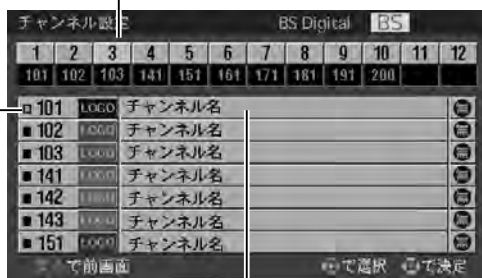 チャンネル設定 BS Digital BS
1 2 3 4 5 6 7 8 9 10 11 12
101 102 103 141 151 161 171 181 191 200
101 LOGO チャンネル名
102 LOGO チャンネル名
103 LOGO チャンネル名
141 LOGO チャンネル名
142 LOGO チャンネル名
143 LOGO チャンネル名
151 LOGO チャンネル名
で前画面 で選択 で決定